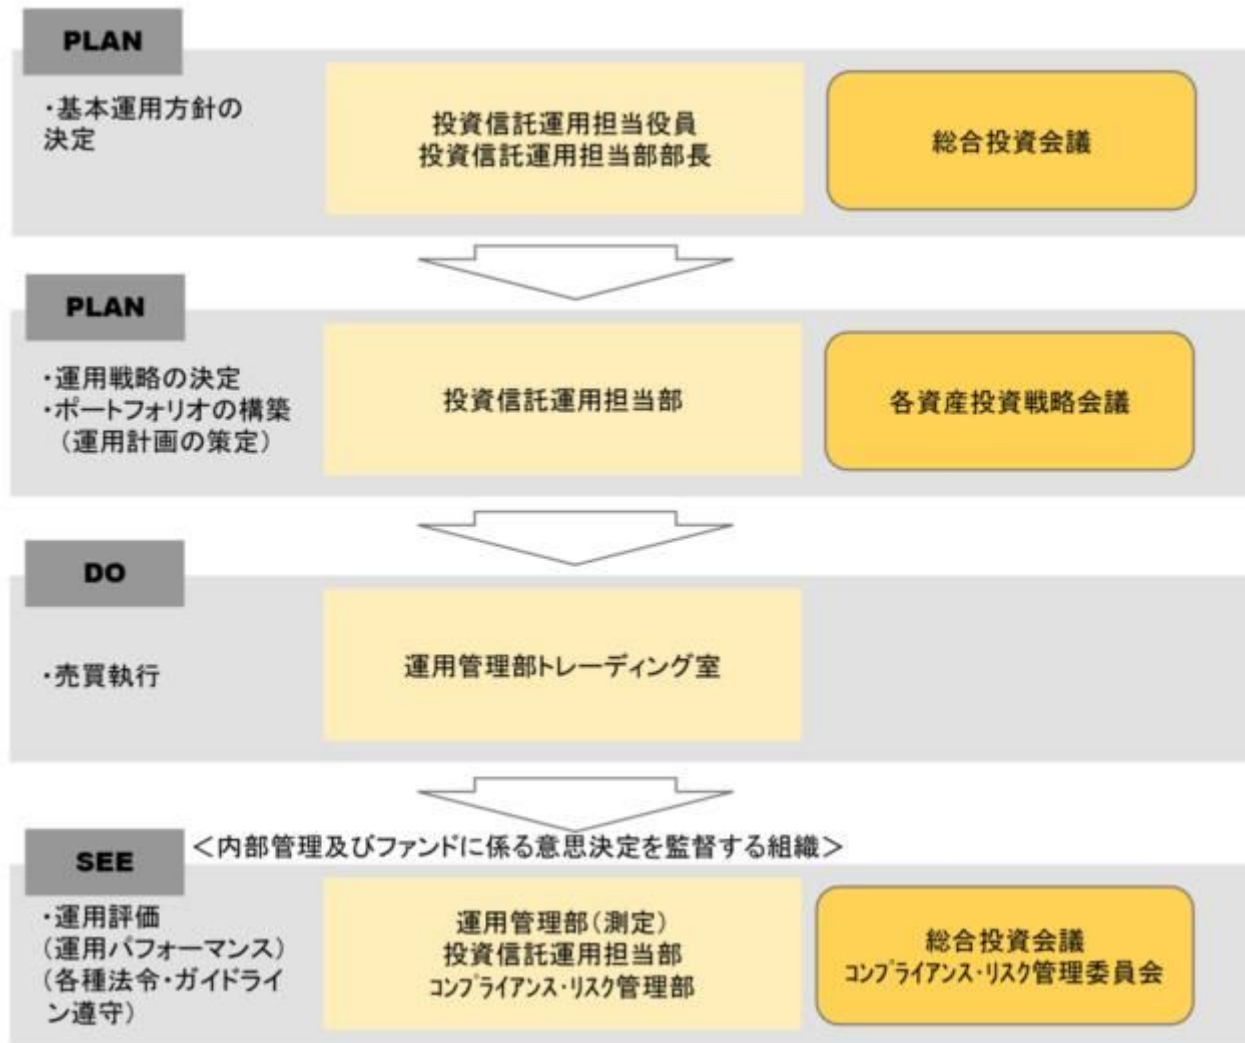 PLAN
・基本運用方針の
決定
投資信託運用担当役員
投資信託運用担当部部長
総合投資会議
PLAN
・運用戦略の決定
・ポートフォリオの構築
（運用計画の策定）
投資信託運用担当部
各資産投資戦略会議
DO
・売買執行
運用管理部トレーディング室
SEE
＜内部管理及びファンドに係る意思決定を監督する組織＞
・運用評価
(運用パフォーマンス)
(各種法令・ガイドライ
ン遵守)
運用管理部(測定)
投資信託運用担当部
ｺﾝﾌﾟﾗｲｱﾝｽ･ﾘｽｸ管理部
総合投資会議
ｺﾝﾌﾟﾗｲｱﾝｽ･ﾘｽｸ管理委員会